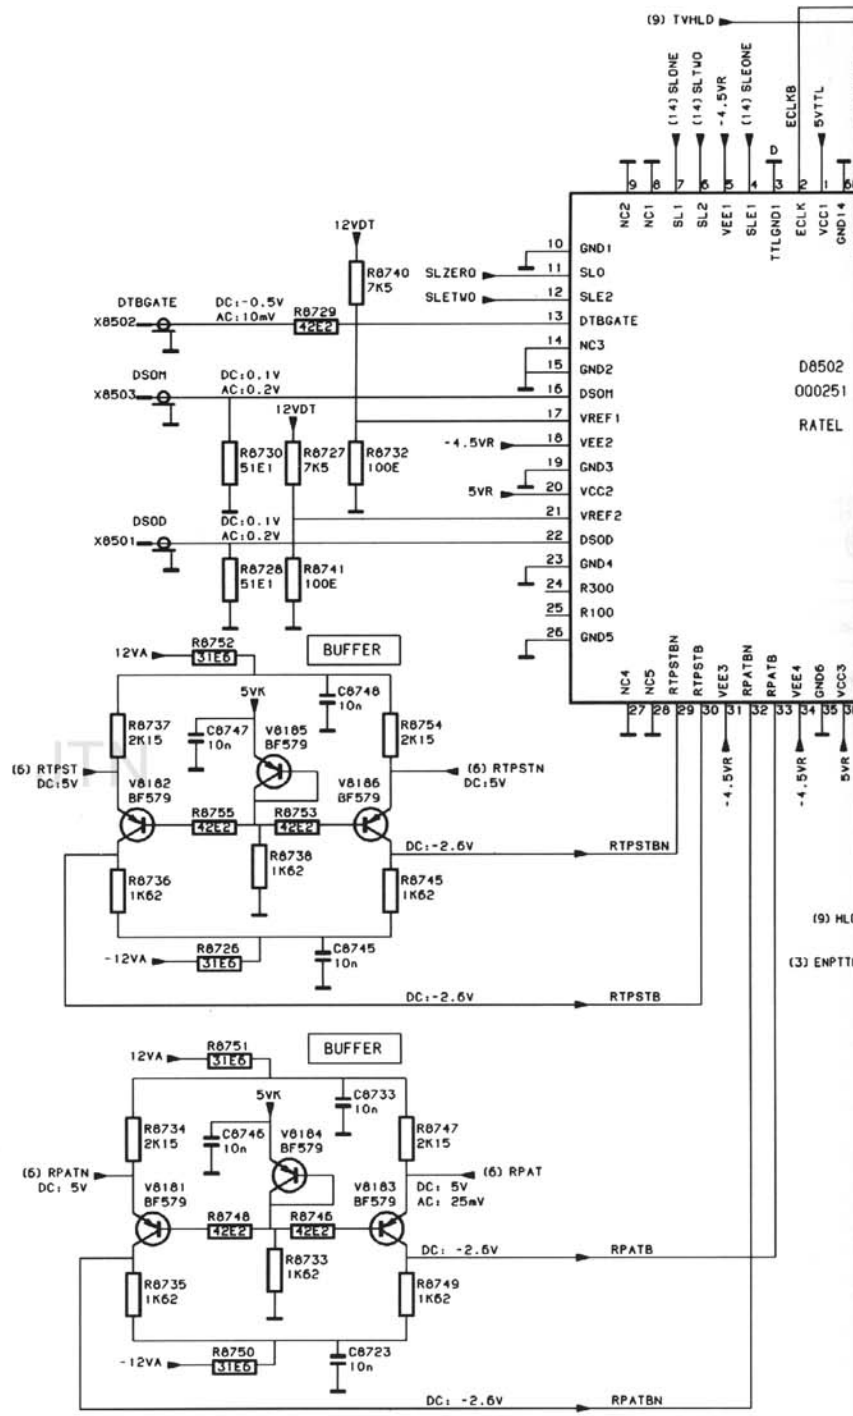 (9) TVHLD
(14) SLONE
(14) SLTWO
-4.5VR
(14) SLEONE
ECLKB
5VTTL
D
9 8 7 6 5 4 3 2 1
NC2
NC1
SL1
SL2
VEE1
SLE1
TTLGND1
ECLK
VCC1
GND14
12VDT
R8740
7K5
10 GND1
SLZERO 11 SL0
SLETWO 12 SLE2
DTBGATE
X8502
DC:-0.5V
AC:10mV
R8729
42E2
13 DTBGATE
14 NC3
15 GND2
D8502
OQ0251
RATEL
DSOM
X8503
DC:0.1V
AC:0.2V
16 DSOM
12VDT
17 VREF1
-4.5VR 18 VEE2
R8730
51E1
R8727
7K5
R8732
100E
19 GND3
5VR 20 VCC2
21 VREF2
DSOD
X8501
DC:0.1V
AC:0.2V
22 DSOD
R8728
51E1
R8741
100E
23 GND4
24 R300
25 R100
26 GND5
12VA
R8752
31E6
BUFFER
NC4
NC5
RTPSTBN
RTPSTB
VEE3
RPATBN
RPATB
VEE4
GND6
VCC3
27 28 29 30 31 32 33 34 35
5VK
C8748
10n
R8737
2K15
C8747
10n
V8185
BF579
R8754
2K15
ITN
(6) RTPST
DC:5V
(6) RTPSTN
DC:5V
-4.5VR
-4.5VR
5VR
V8182
BF579
R8755
42E2
R8753
42E2
V8186
BF579
DC:-2.6V
RTPSTBN
R8736
1K62
R8738
1K62
R8745
1K62
-12VA
R8726
31E6
C8745
10n
DC:-2.6V
RTPSTB
12VA
R8751
31E6
BUFFER
5VK
C8733
10n
R8734
2K15
C8746
10n
V8184
BF579
R8747
2K15
(6) RPATN
DC: 5V
(6) RPAT
DC: 5V
AC: 25mV
V8181
BF579
R8748
42E2
R8746
42E2
V8183
BF579
DC: -2.6V
RPATB
R8735
1K62
R8733
1K62
R8749
1K62
-12VA
R8750
31E6
C8723
10n
DC: -2.6V
RPATBN